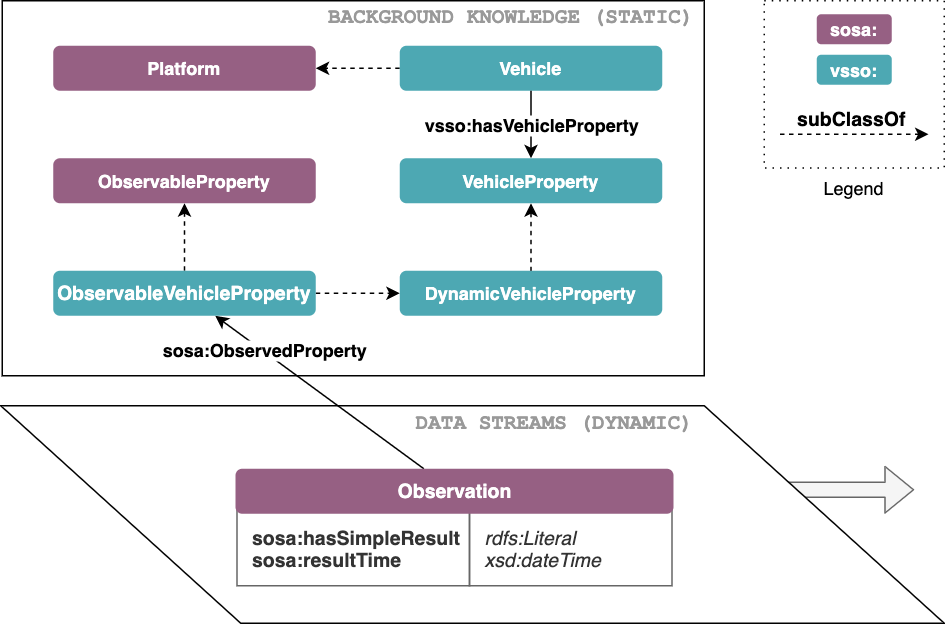 BACKGROUND KNOWLEDGE (STATIC)
sosa:
Platform
Vehicle
vsso:
subClassOf
vsso:hasVehicleProperty
ObservableProperty
VehicleProperty
Legend
ObservableVehicleProperty
DynamicVehicleProperty
sosa:ObservedProperty
DATA STREAMS (DYNAMIC)
Observation
sosa:hasSimpleResult rdfs:Literal
sosa:resultTime xsd:dateTime